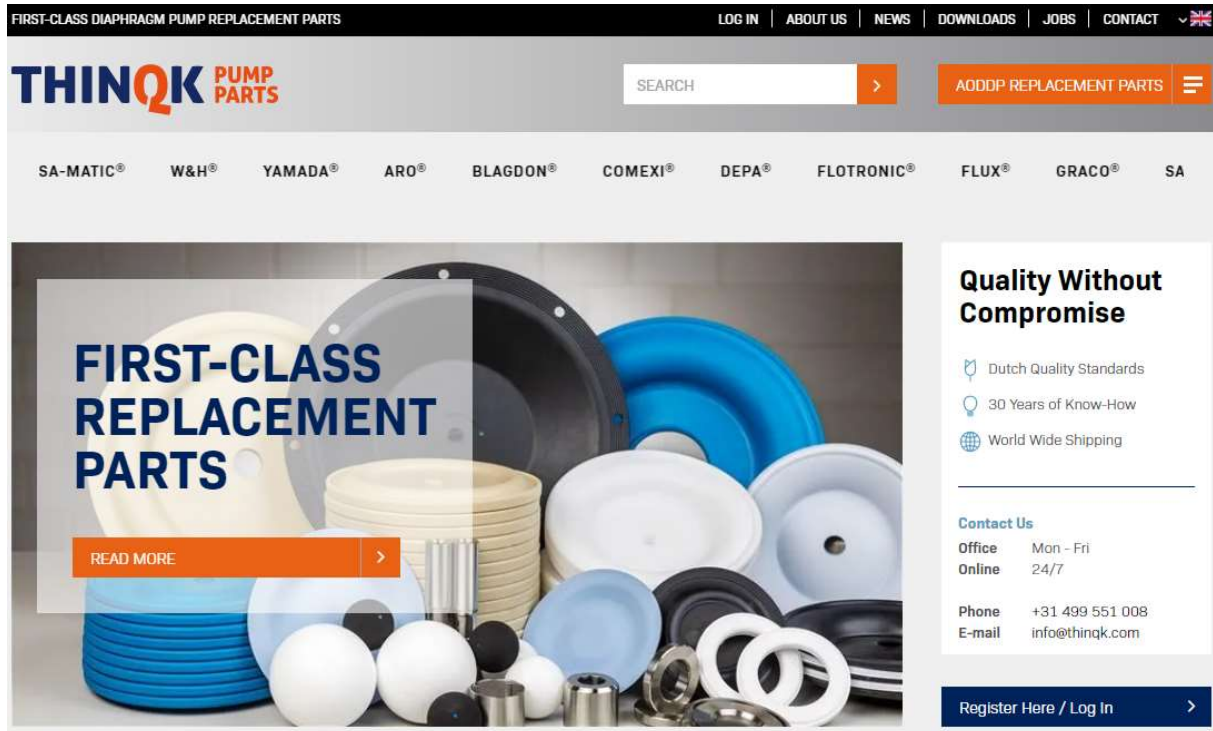 FIRST-CLASS DIAPHRAGM PUMP REPLACEMENT PARTS
LOG IN | ABOUT US | NEWS | DOWNLOADS | JOBS | CONTACT
THINQK PUMP PARTS
SEARCH
AODDP REPLACEMENT PARTS
SA-MATIC® W&H® YAMADA® ARO® BLAGDON® COMEXI® DEPA® FLOTRONIC® FLUX® GRACO® SA
FIRST-CLASS
REPLACEMENT
PARTS
READ MORE
Quality Without
Compromise
Dutch Quality Standards
30 Years of Know-How
World Wide Shipping
Contact Us
Office Mon - Fri
Online 24/7
Phone +31 499 551 008
E-mail info@thinqk.com
Register Here / Log In